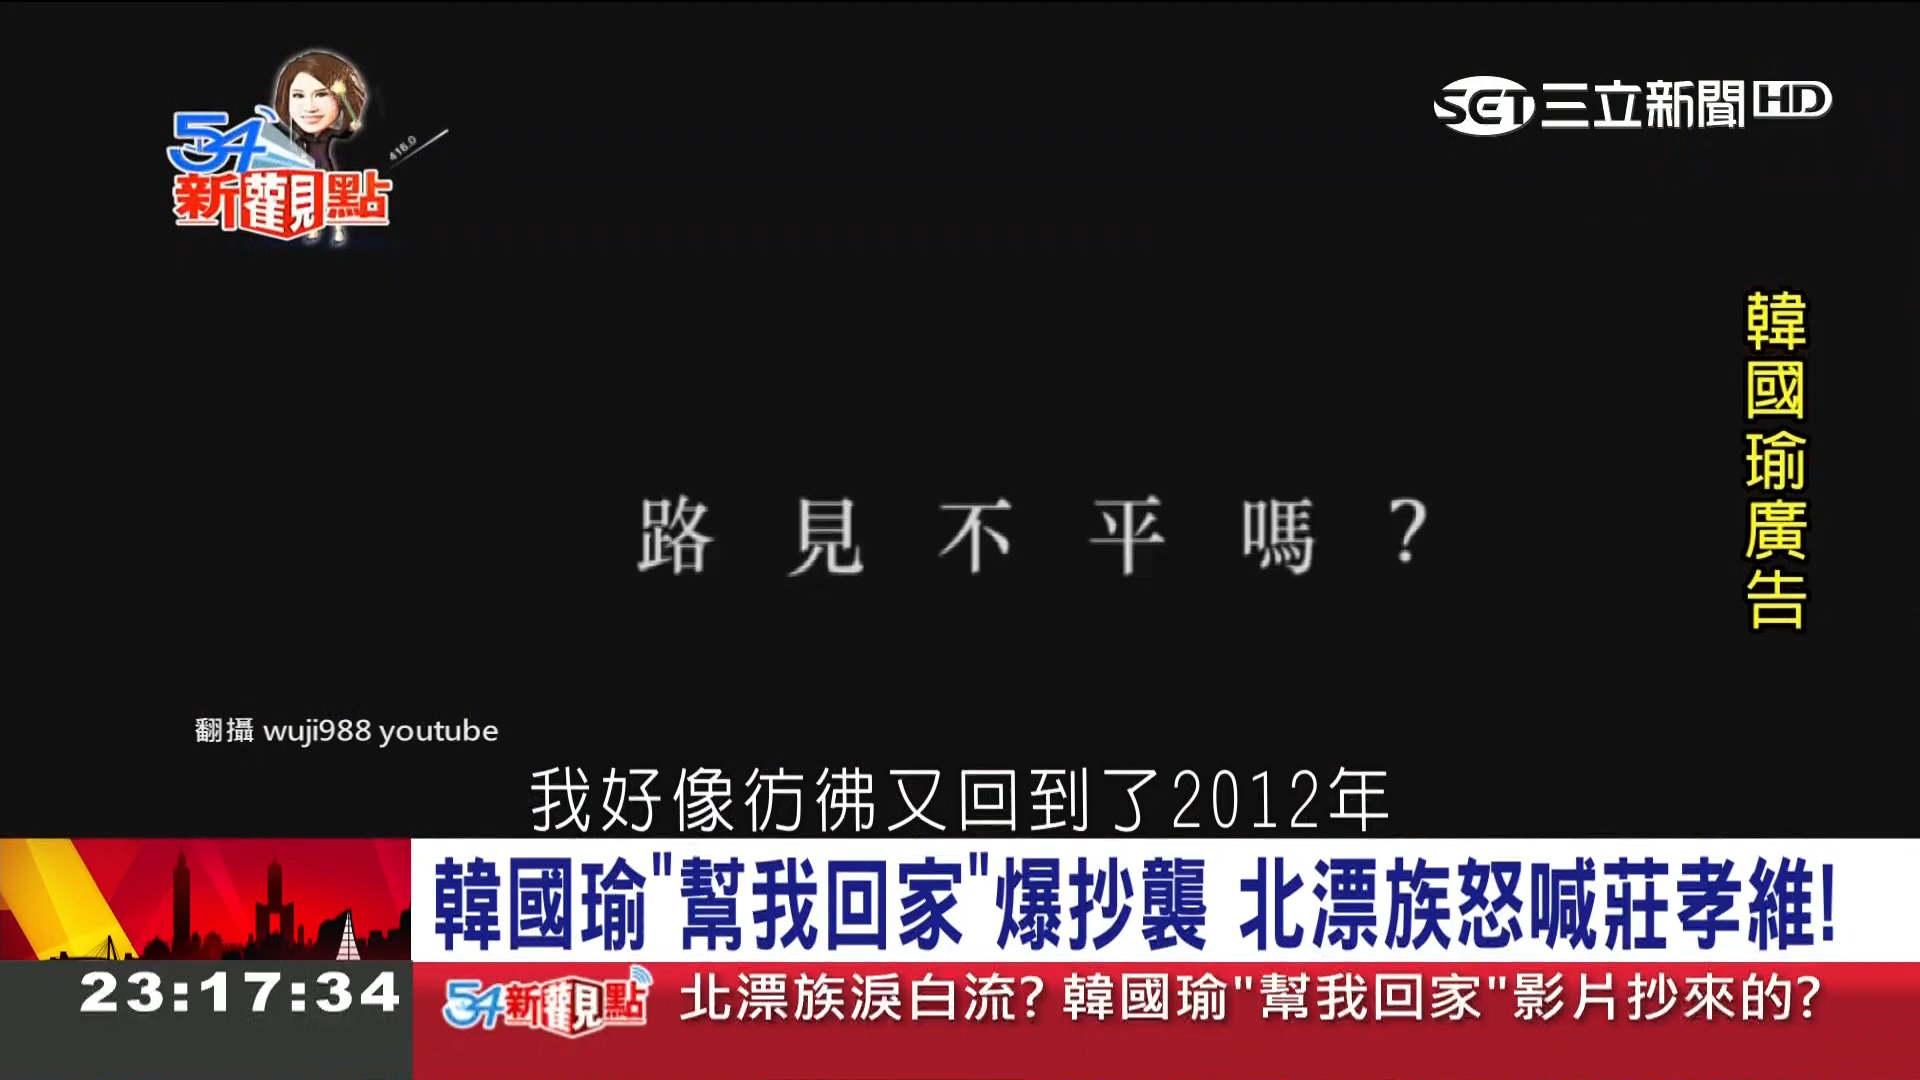 54
新觀點
416.0
SET三立新聞HD
韓國瑜廣告
路見不平嗎?
翻攝 wuji988 youtube
我好像彷彿又回到了2012年
韓國瑜"幫我回家"爆抄襲 北漂族怒喊莊孝維!
23:17:34
54新觀點 北漂族淚白流? 韓國瑜"幫我回家"影片抄來的?